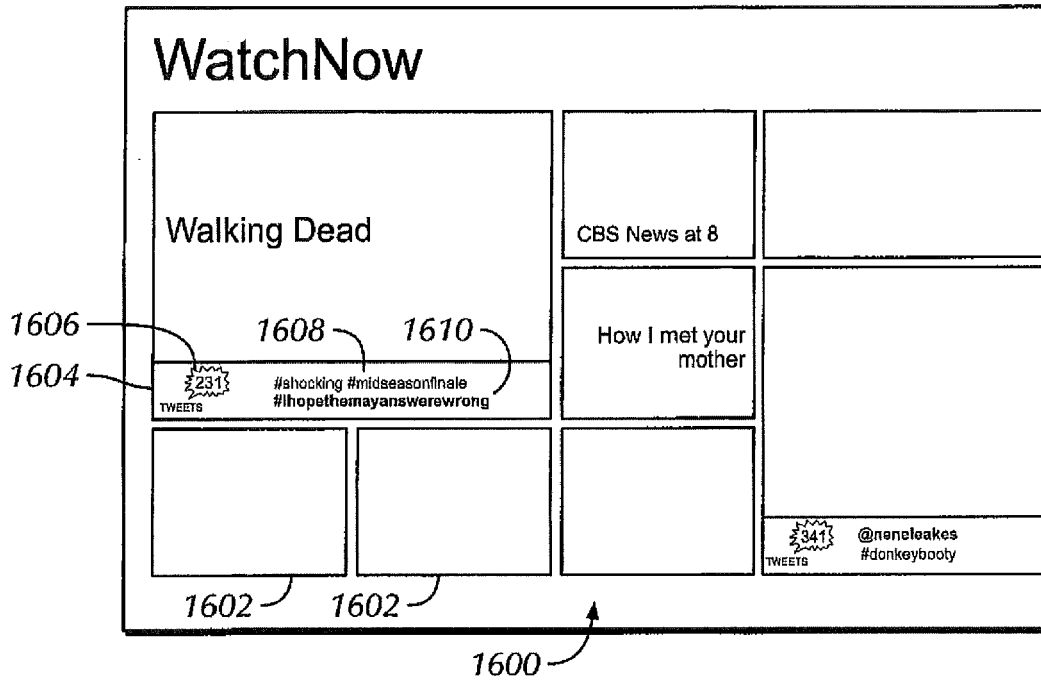 WatchNow
Walking Dead
CBS News at 8
How I met your
mother
1606
1608
1610
1604
231
TWEETS
#shocking #midseasonfinale
#Ihopethemayanswerewrong
341
TWEETS
@neneleakes
#donkeybooty
1602
1602
1600